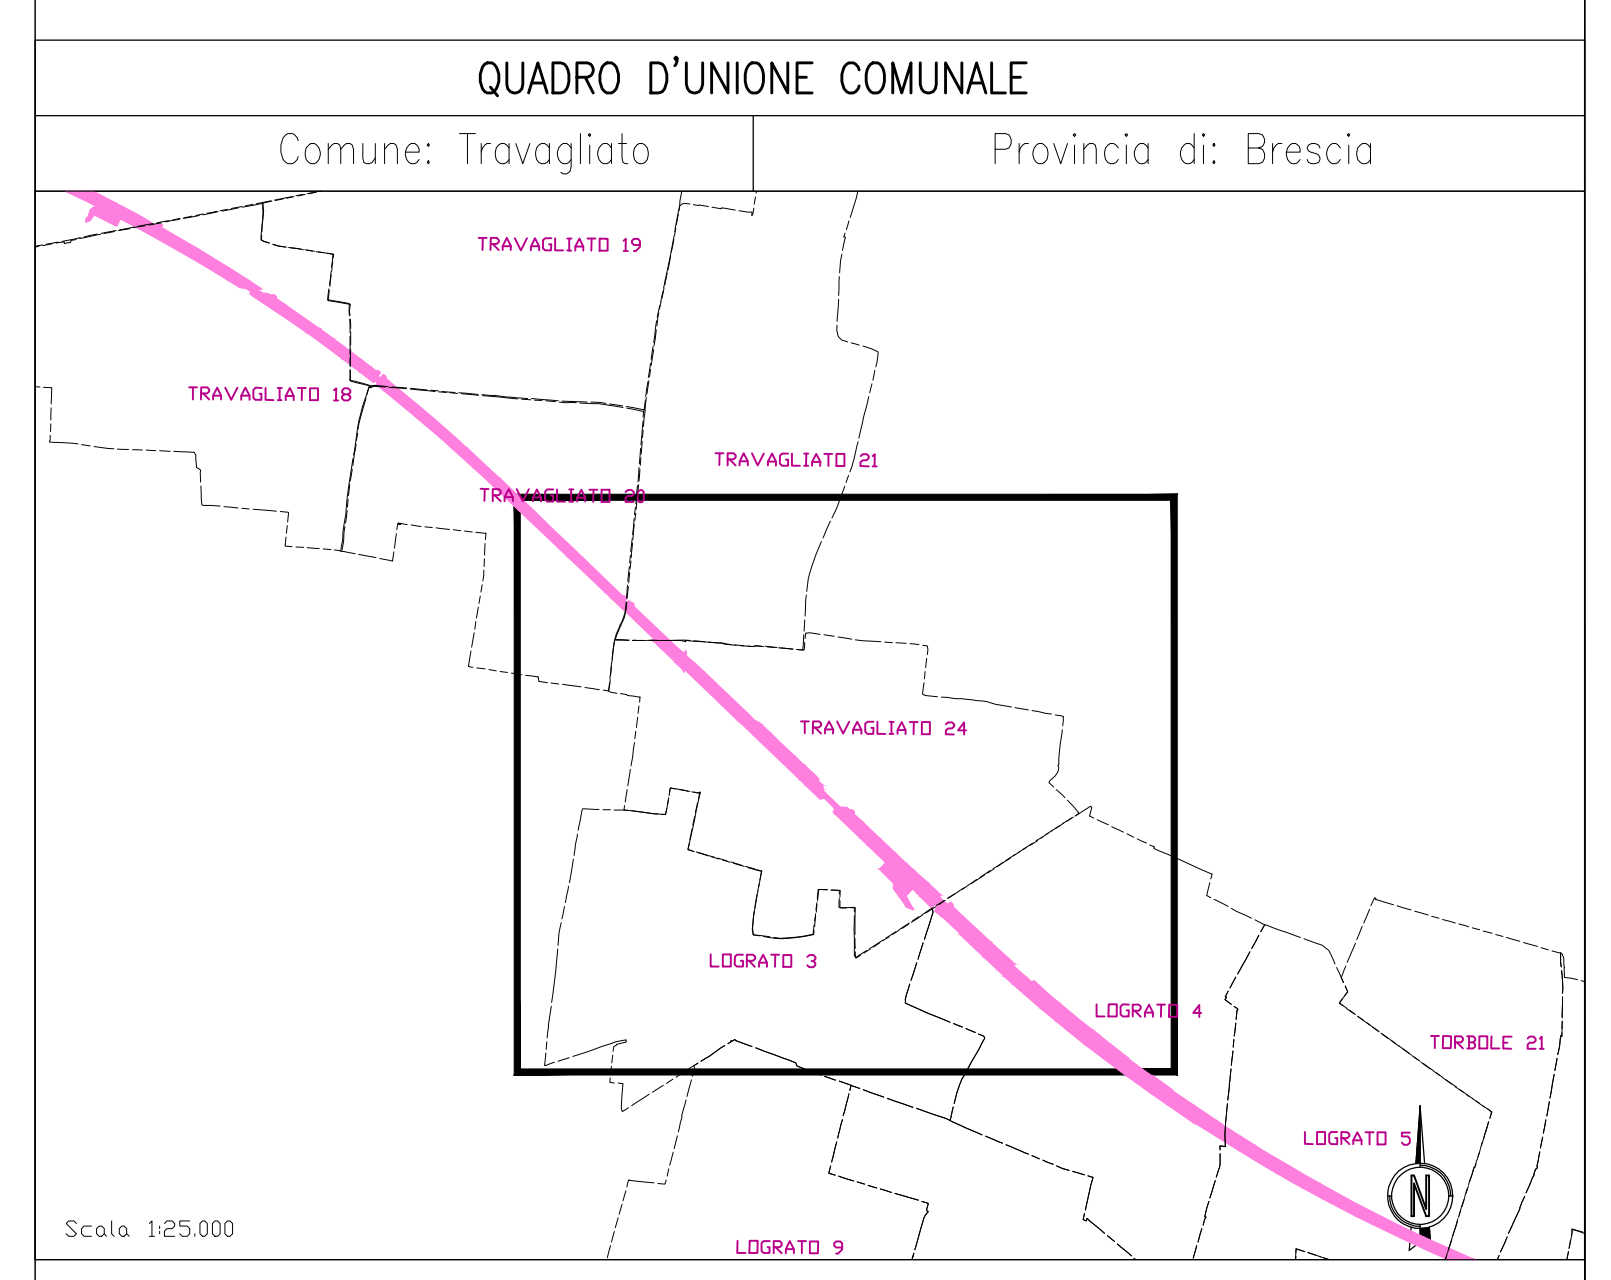 QUADRO D'UNIONE COMUNALE
Comune: Travagliato
Provincia di: Brescia
TRAVAGLIATO 19
TRAVAGLIATO 18
TRAVAGLIATO 21
TRAVAGLIATO 20
TRAVAGLIATO 24
LOGRATO 3
LOGRATO 4
TORBOLE 21
LOGRATO 5
N
Scala 1:25.000
LOGRATO 9